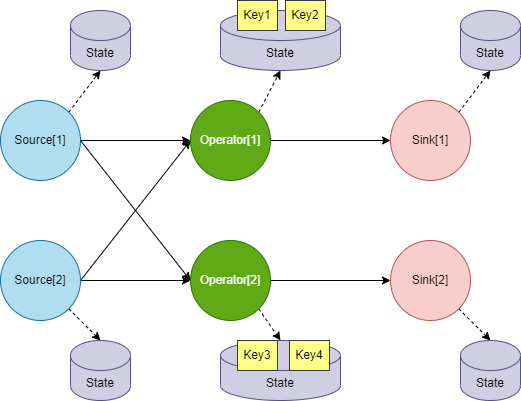 Key1 Key2
State State State
Source[1] Operator[1] Sink[1]
Source[2] Operator[2] Sink[2]
Key3 Key4
State State State